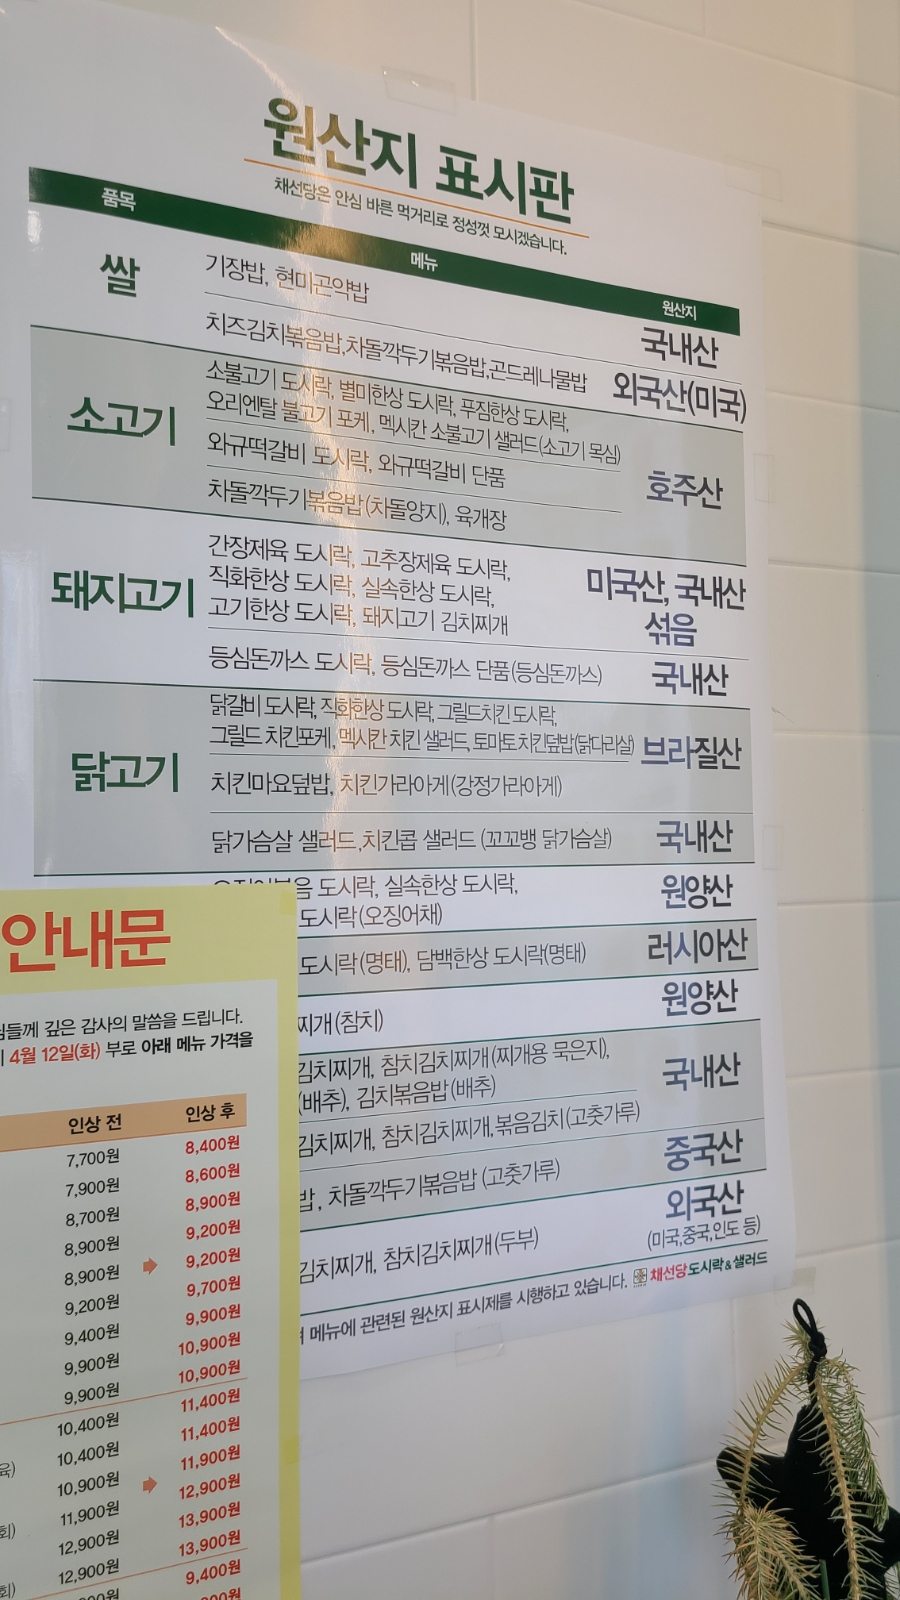 원산지 표시판
채선당은 안심 바른 먹거리로 정성껏 모시겠습니다.
품목 메뉴 원산지
쌀
기장밥, 현미곤약밥
국내산
치즈김치볶음밥,차돌깍두기볶음밥,곤드레나물밥
외국산(미국)
소고기
소불고기 도시락, 별미한상 도시락, 푸짐한상 도시락,
오리엔탈 불고기 포케, 멕시칸 소불고기 샐러드(소고기 목심)
와규떡갈비 도시락, 와규떡갈비 단품
차돌깍두기볶음밥(차돌양지), 육개장
호주산
돼지고기
간장제육 도시락, 고추장제육 도시락,
직화한상 도시락, 실속한상 도시락,
고기한상 도시락, 돼지고기 김치찌개
미국산, 국내산
섞음
등심돈까스 도시락, 등심돈까스 단품(등심돈까스)
국내산
닭고기
닭갈비 도시락, 직화한상 도시락, 그릴드치킨 도시락,
그릴드 치킨포케, 멕시칸 치킨 샐러드, 토마토 치킨덮밥(닭다리살)
치킨마요덮밥, 치킨가라아게(강정가라아게)
브라질산
닭가슴살 샐러드,치킨콥 샐러드 (꼬꼬뱅 닭가슴살)
국내산
도시락, 실속한상 도시락,
도시락(오징어채)
원양산
도시락(명태), 담백한상 도시락(명태)
러시아산
찌개(참치)
원양산
김치찌개, 참치김치찌개(찌개용 묵은지),
(배추), 김치볶음밥(배추)
국내산
김치찌개, 참치김치찌개,볶음김치(고춧가루)
밥, 차돌깍두기볶음밥 (고춧가루)
중국산
김치찌개, 참치김치찌개(두부)
외국산
(미국,중국,인도 등)
메뉴에 관련된 원산지 표시제를 시행하고 있습니다. 채선당 도시락&샐러드
안내문
님들께 깊은 감사의 말씀을 드립니다.
4월 12일(화) 부로 아래 메뉴 가격을
인상 전 인상 후
7,700원 8,400원
7,900원 8,600원
8,700원 8,900원
8,900원 9,200원
8,900원 9,200원
9,200원 9,700원
9,400원 9,900원
9,900원 10,900원
9,900원 10,900원
10,400원 11,400원
10,400원 11,400원
10,900원 11,900원
11,900원 12,900원
12,900원 13,900원
12,900원 13,900원
9,400원